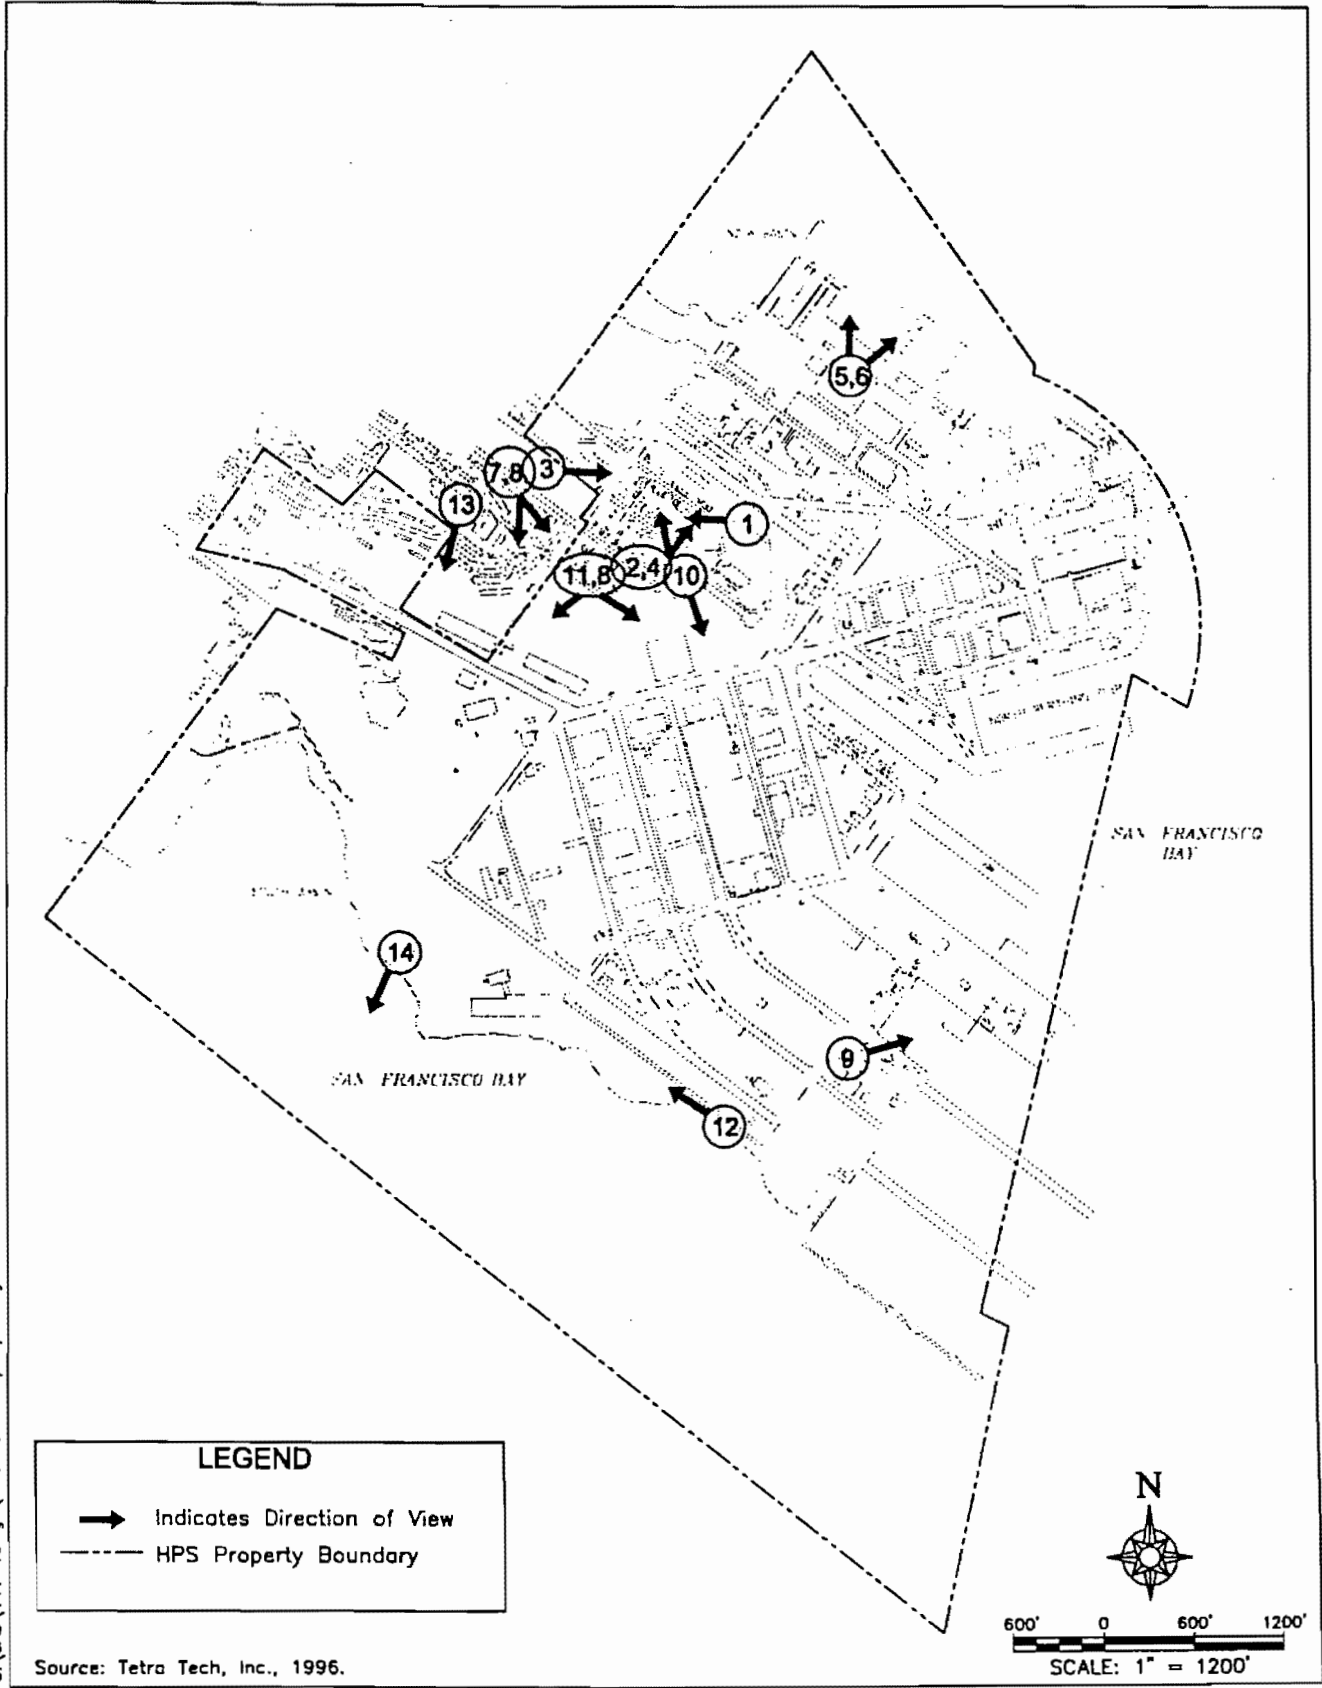 5,6
7,8
3
13
1
11,8
2,4
10
SAN FRANCISCO
BAY
14
SAN FRANCISCO BAY
9
12
LEGEND
Indicates Direction of View
HPS Property Boundary
N
600' 0 600' 1200'
SCALE: 1" = 1200'
Source: Tetra Tech, Inc., 1996.